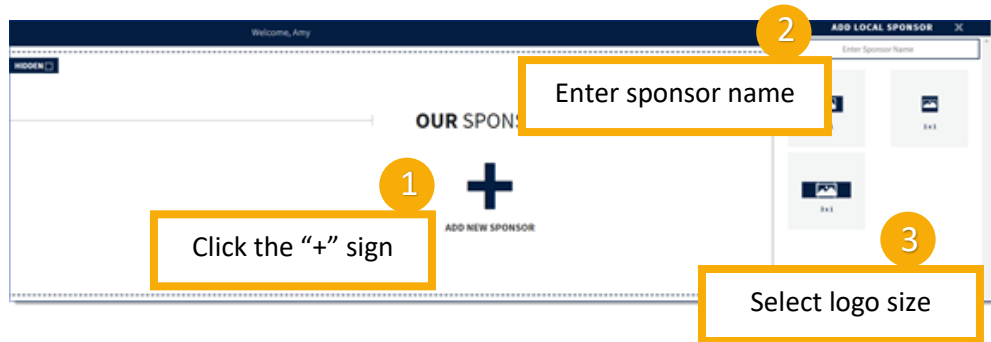 Welcome, Amy
2
ADD LOCAL SPONSOR X
Enter Sponsor Name
HIDDEN
Enter sponsor name
OUR SPONS
1x1
3x1
1
ADD NEW SPONSOR
Click the “+” sign
3
Select logo size